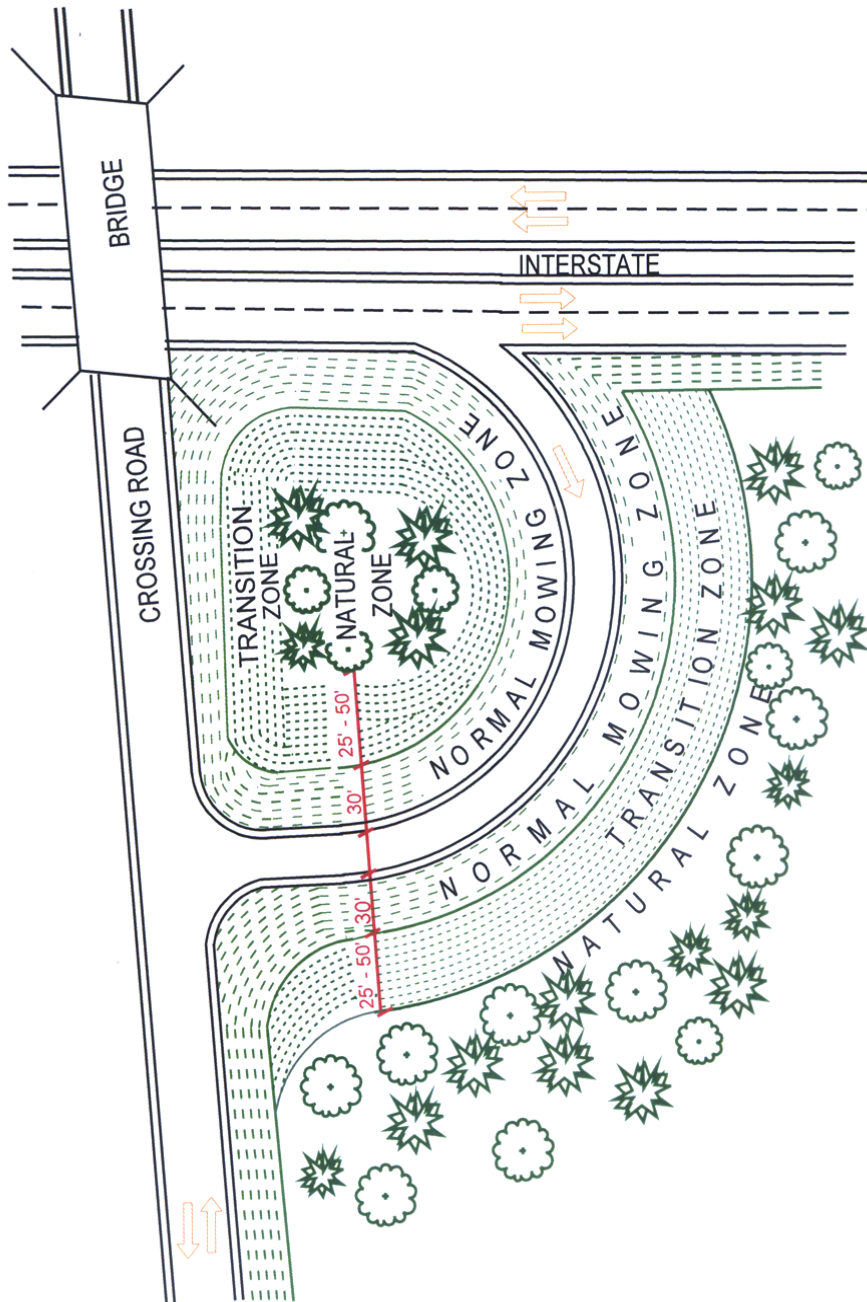 BRIDGE
INTERSTATE
CROSSING ROAD
TRANSITION
ZONE
NATURAL
ZONE
NORMAL MOWING ZONE
NORMAL MOWING ZONE
TRANSITION ZONE
NATURAL ZONE
25' - 50'
30'
30'
25' - 50'